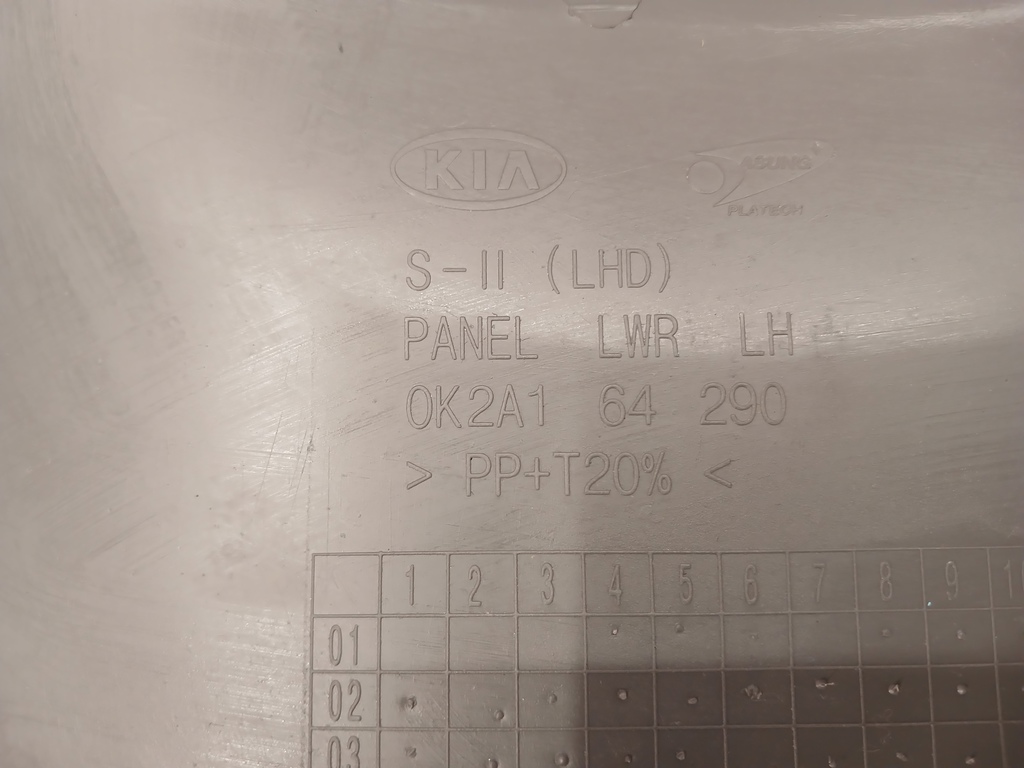 KIA
S-II (LHD)
PANEL LWR LH
0K2A1 64 290
> PP+T20% <
1 2 3 4 5 6 7 8 9
01
02
03